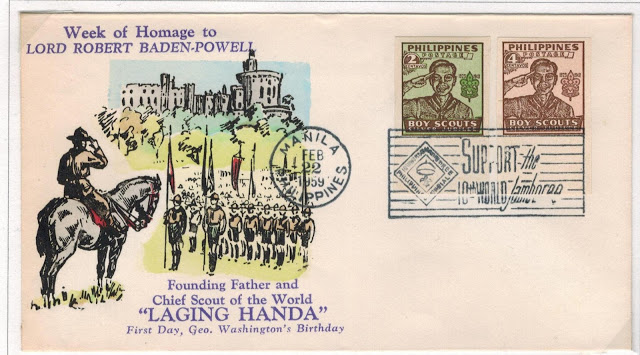 Week of Homage to
LORD ROBERT BADEN-POWELL
Founding Father and
Chief Scout of the World
"LAGING HANDA"
First Day, Geo. Washington's Birthday
MANILA
FEB
22
1959
PHILIPPINES
PHILIPPINES
POSTAGE
2
BOY SCOUTS
PHILIPPINES
POSTAGE
4
BOY SCOUTS
SUPPORT-the
10th WORLD Jamboree